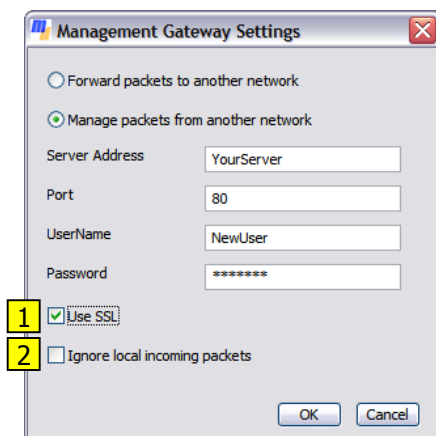 Management Gateway Settings
Forward packets to another network
Manage packets from another network
Server Address YourServer
Port 80
UserName NewUser
Password *******
1 Use SSL
2 Ignore local incoming packets
OK Cancel